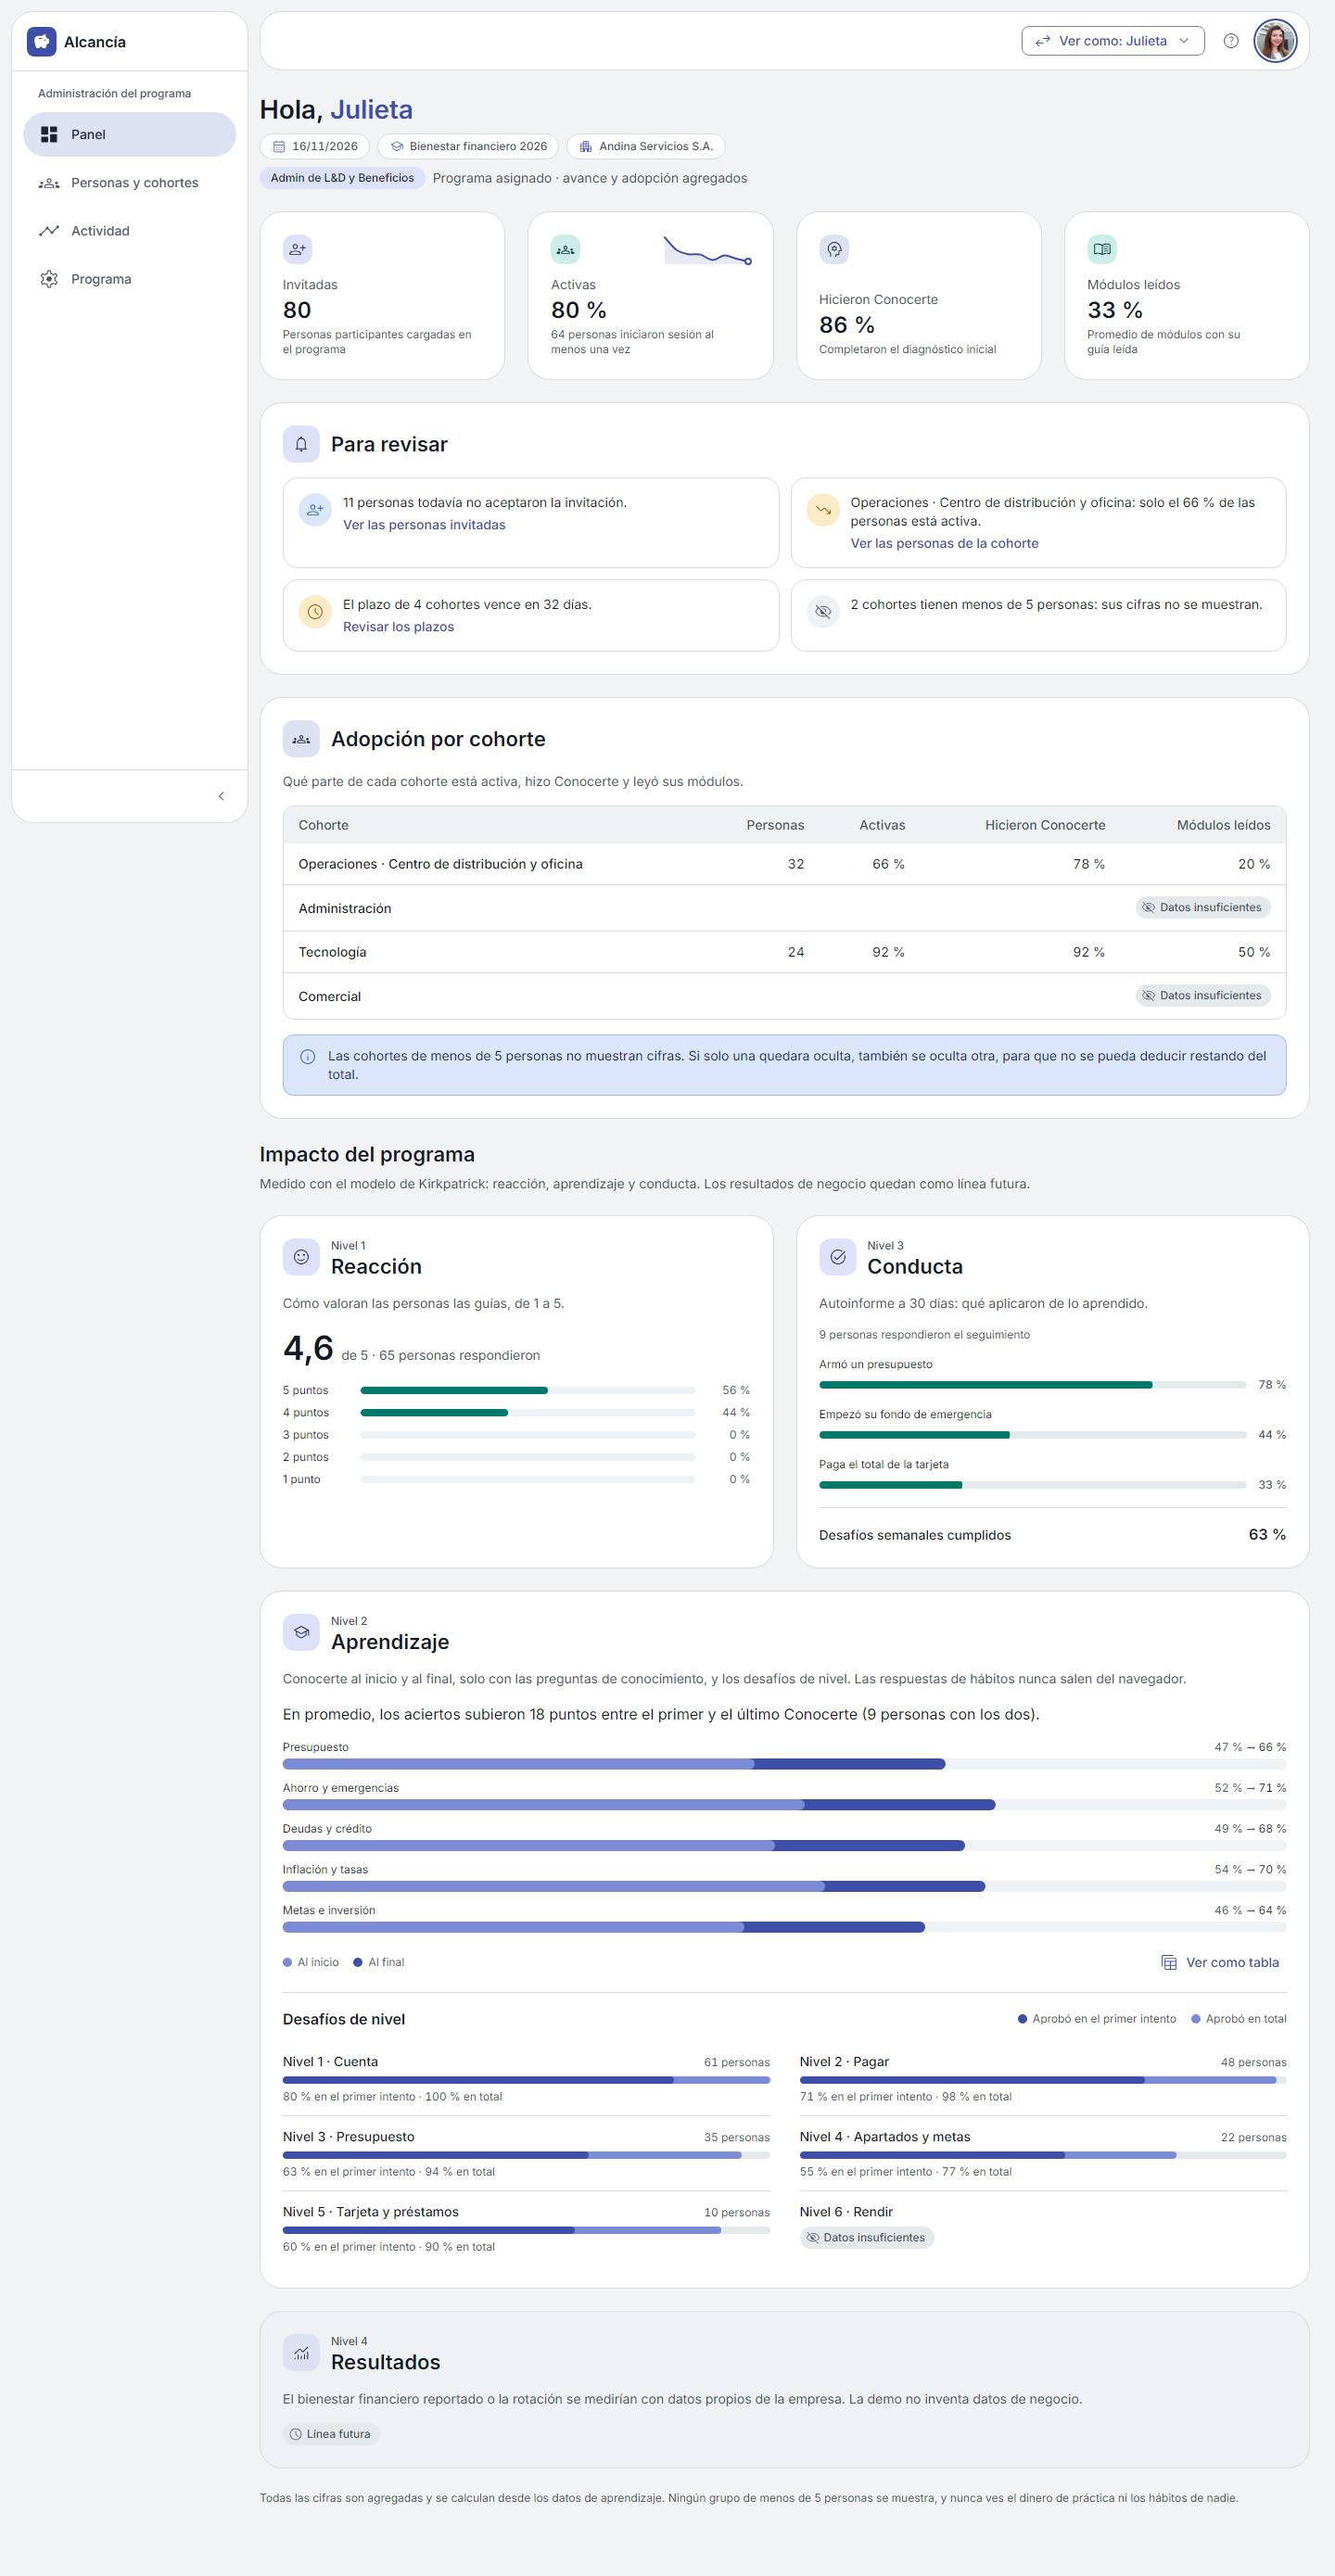 Alcancía
Ver como: Julieta
Administración del programa
Panel
Personas y cohortes
Actividad
Programa
Hola, Julieta
16/11/2026
Bienestar financiero 2026
Andina Servicios S.A.
Admin de L&D y Beneficios
Programa asignado · avance y adopción agregados
Invitadas
80
Personas participantes cargadas en
el programa
Activas
80 %
64 personas iniciaron sesión al
menos una vez
Hicieron Conocerte
86 %
Completaron el diagnóstico inicial
Módulos leídos
33 %
Promedio de módulos con su
guía leída
Para revisar
11 personas todavía no aceptaron la invitación.
Ver las personas invitadas
Operaciones · Centro de distribución y oficina: solo el 66 % de las
personas está activa.
Ver las personas de la cohorte
El plazo de 4 cohortes vence en 32 días.
Revisar los plazos
2 cohortes tienen menos de 5 personas: sus cifras no se muestran.
Adopción por cohorte
Qué parte de cada cohorte está activa, hizo Conocerte y leyó sus módulos.
Cohorte Personas Activas Hicieron Conocerte Módulos leídos
Operaciones · Centro de distribución y oficina 32 66 % 78 % 20 %
Administración Datos insuficientes
Tecnología 24 92 % 92 % 50 %
Comercial Datos insuficientes
Las cohortes de menos de 5 personas no muestran cifras. Si solo una quedara oculta, también se oculta otra, para que no se pueda deducir restando del
total.
Impacto del programa
Medido con el modelo de Kirkpatrick: reacción, aprendizaje y conducta. Los resultados de negocio quedan como línea futura.
Nivel 1
Reacción
Cómo valoran las personas las guías, de 1 a 5.
4,6 de 5 · 65 personas respondieron
5 puntos 56 %
4 puntos 44 %
3 puntos 0 %
2 puntos 0 %
1 punto 0 %
Nivel 3
Conducta
Autoinforme a 30 días: qué aplicaron de lo aprendido.
9 personas respondieron el seguimiento
Armó un presupuesto
78 %
Empezó su fondo de emergencia
44 %
Paga el total de la tarjeta
33 %
Desafíos semanales cumplidos 63 %
Nivel 2
Aprendizaje
Conocerte al inicio y al final, solo con las preguntas de conocimiento, y los desafíos de nivel. Las respuestas de hábitos nunca salen del navegador.
En promedio, los aciertos subieron 18 puntos entre el primer y el último Conocerte (9 personas con los dos).
Presupuesto 47 % → 66 %
Ahorro y emergencias 52 % → 71 %
Deudas y crédito 49 % → 68 %
Inflación y tasas 54 % → 70 %
Metas e inversión 46 % → 64 %
Al inicio Al final Ver como tabla
Desafíos de nivel Aprobó en el primer intento Aprobó en total
Nivel 1 · Cuenta 61 personas
80 % en el primer intento · 100 % en total
Nivel 2 · Pagar 48 personas
71 % en el primer intento · 98 % en total
Nivel 3 · Presupuesto 35 personas
63 % en el primer intento · 94 % en total
Nivel 4 · Apartados y metas 22 personas
55 % en el primer intento · 77 % en total
Nivel 5 · Tarjeta y préstamos 10 personas
60 % en el primer intento · 90 % en total
Nivel 6 · Rendir
Datos insuficientes
Nivel 4
Resultados
El bienestar financiero reportado o la rotación se medirían con datos propios de la empresa. La demo no inventa datos de negocio.
Línea futura
Todas las cifras son agregadas y se calculan desde los datos de aprendizaje. Ningún grupo de menos de 5 personas se muestra, y nunca ves el dinero de práctica ni los hábitos de nadie.